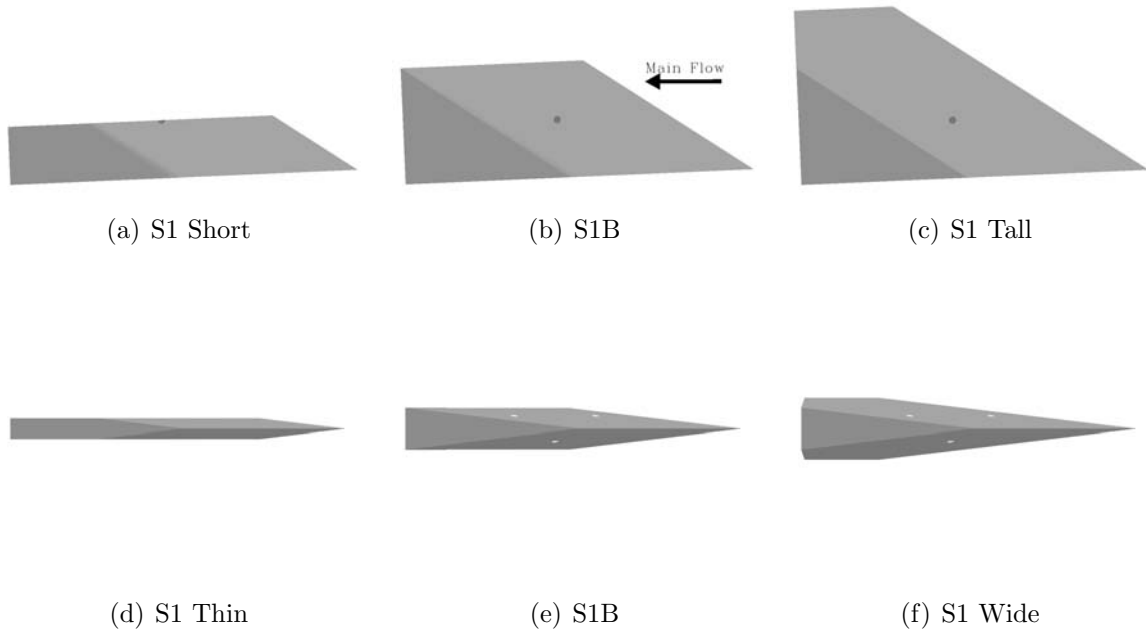 Main Flow
(a) S1 Short
(b) S1B
(c) S1 Tall
(d) S1 Thin
(e) S1B
(f) S1 Wide